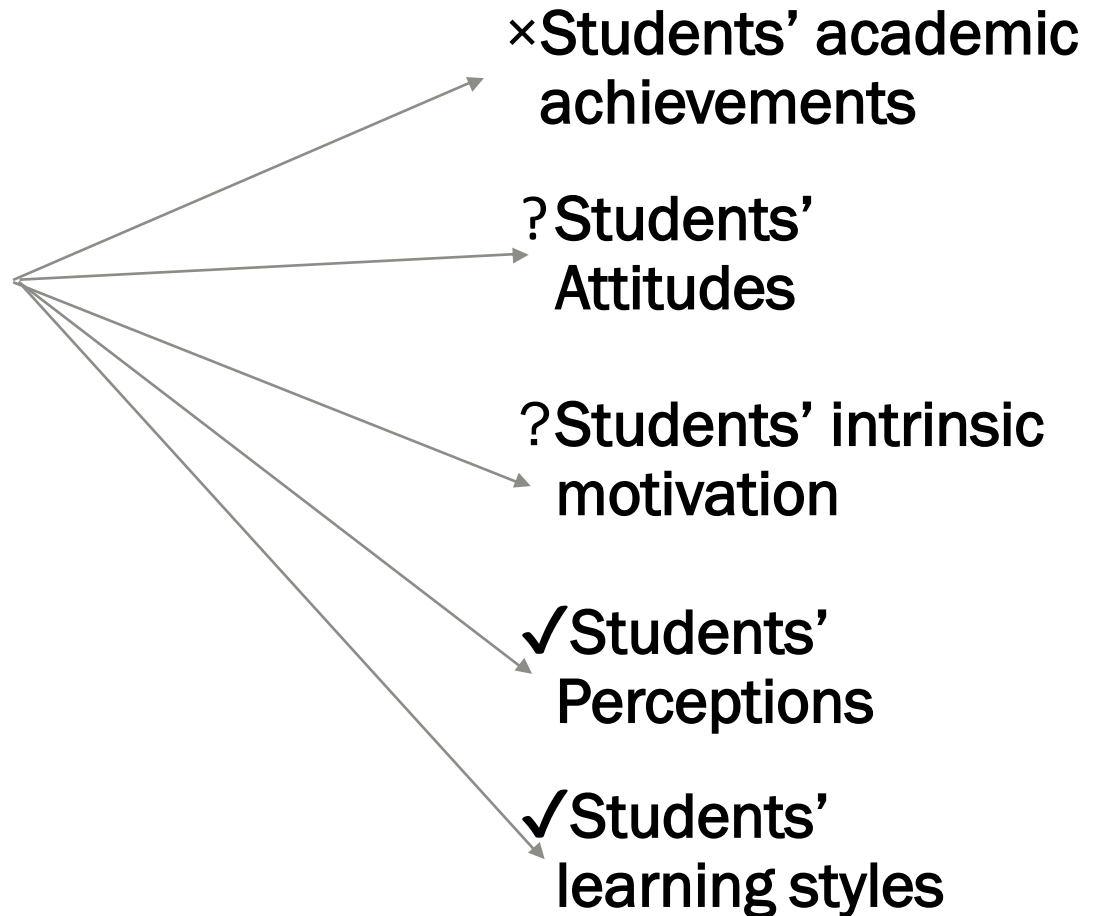 ×Students’ academic
achievements
?Students’
Attitudes
?Students’ intrinsic
motivation
✓Students’
Perceptions
✓Students’
learning styles